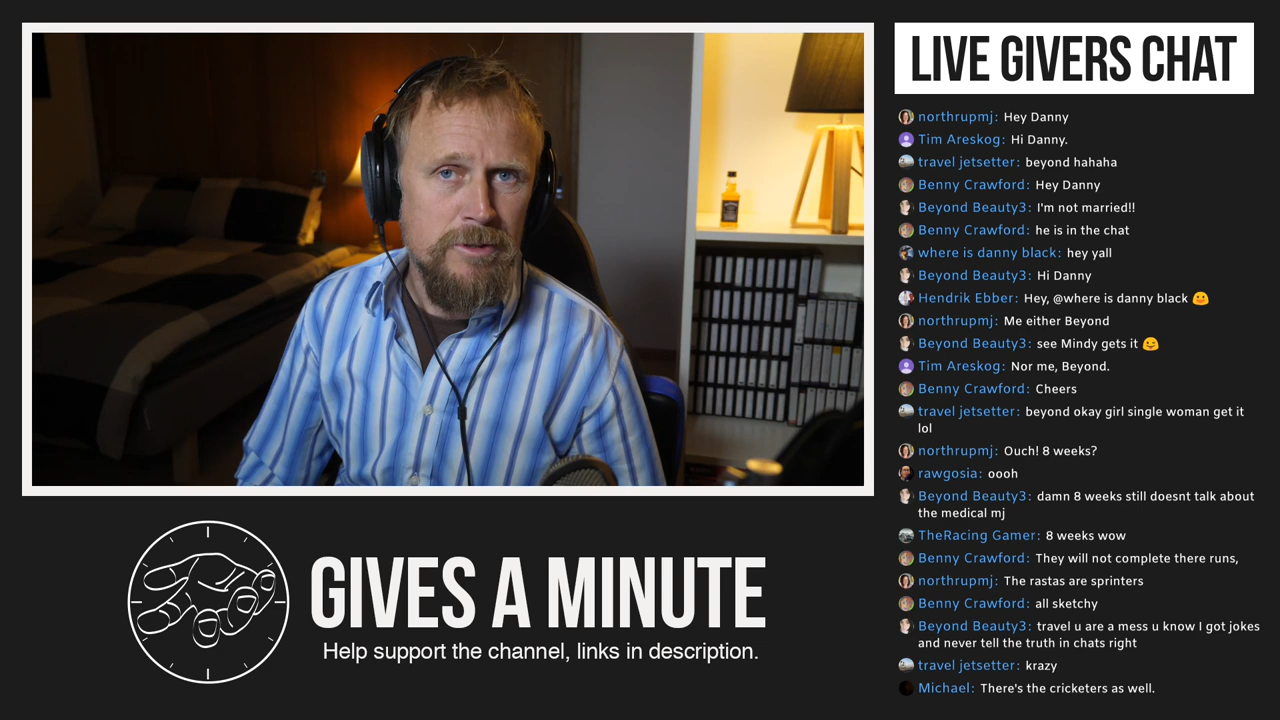 LIVE GIVERS CHAT
northrupmj: Hey Danny
Tim Areskog: Hi Danny.
travel jetsetter: beyond hahaha
Benny Crawford: Hey Danny
Beyond Beauty3: I'm not married!!
Benny Crawford: he is in the chat
where is danny black: hey yall
Beyond Beauty3: Hi Danny
Hendrik Ebber: Hey, @where is danny black 😛
northrupmj: Me either Beyond
Beyond Beauty3: see Mindy gets it 😜
Tim Areskog: Nor me, Beyond.
Benny Crawford: Cheers
travel jetsetter: beyond okay girl single woman get it
lol
northrupmj: Ouch! 8 weeks?
rawgosia: oooh
Beyond Beauty3: damn 8 weeks still doesnt talk about
the medical mj
TheRacing Gamer: 8 weeks wow
Benny Crawford: They will not complete there runs,
northrupmj: The rastas are sprinters
Benny Crawford: all sketchy
Beyond Beauty3: travel u are a mess u know I got jokes
and never tell the truth in chats right
travel jetsetter: krazy
Michael: There's the cricketers as well.
GIVES A MINUTE
Help support the channel, links in description.